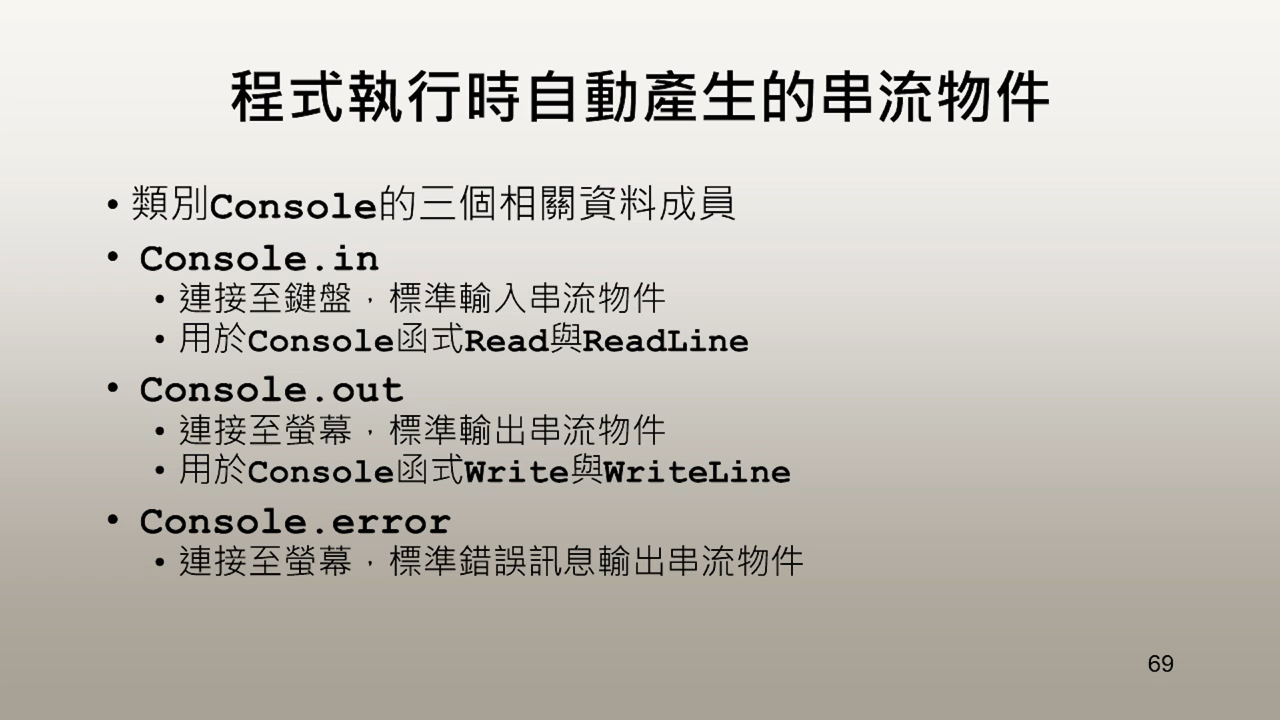 程式執行時自動產生的串流物件
• 類別Console的三個相關資料成員
• Console.in
• 連接至鍵盤，標準輸入串流物件
• 用於Console函式Read與ReadLine
• Console.out
• 連接至螢幕，標準輸出串流物件
• 用於Console函式Write與WriteLine
• Console.error
• 連接至螢幕，標準錯誤訊息輸出串流物件
69